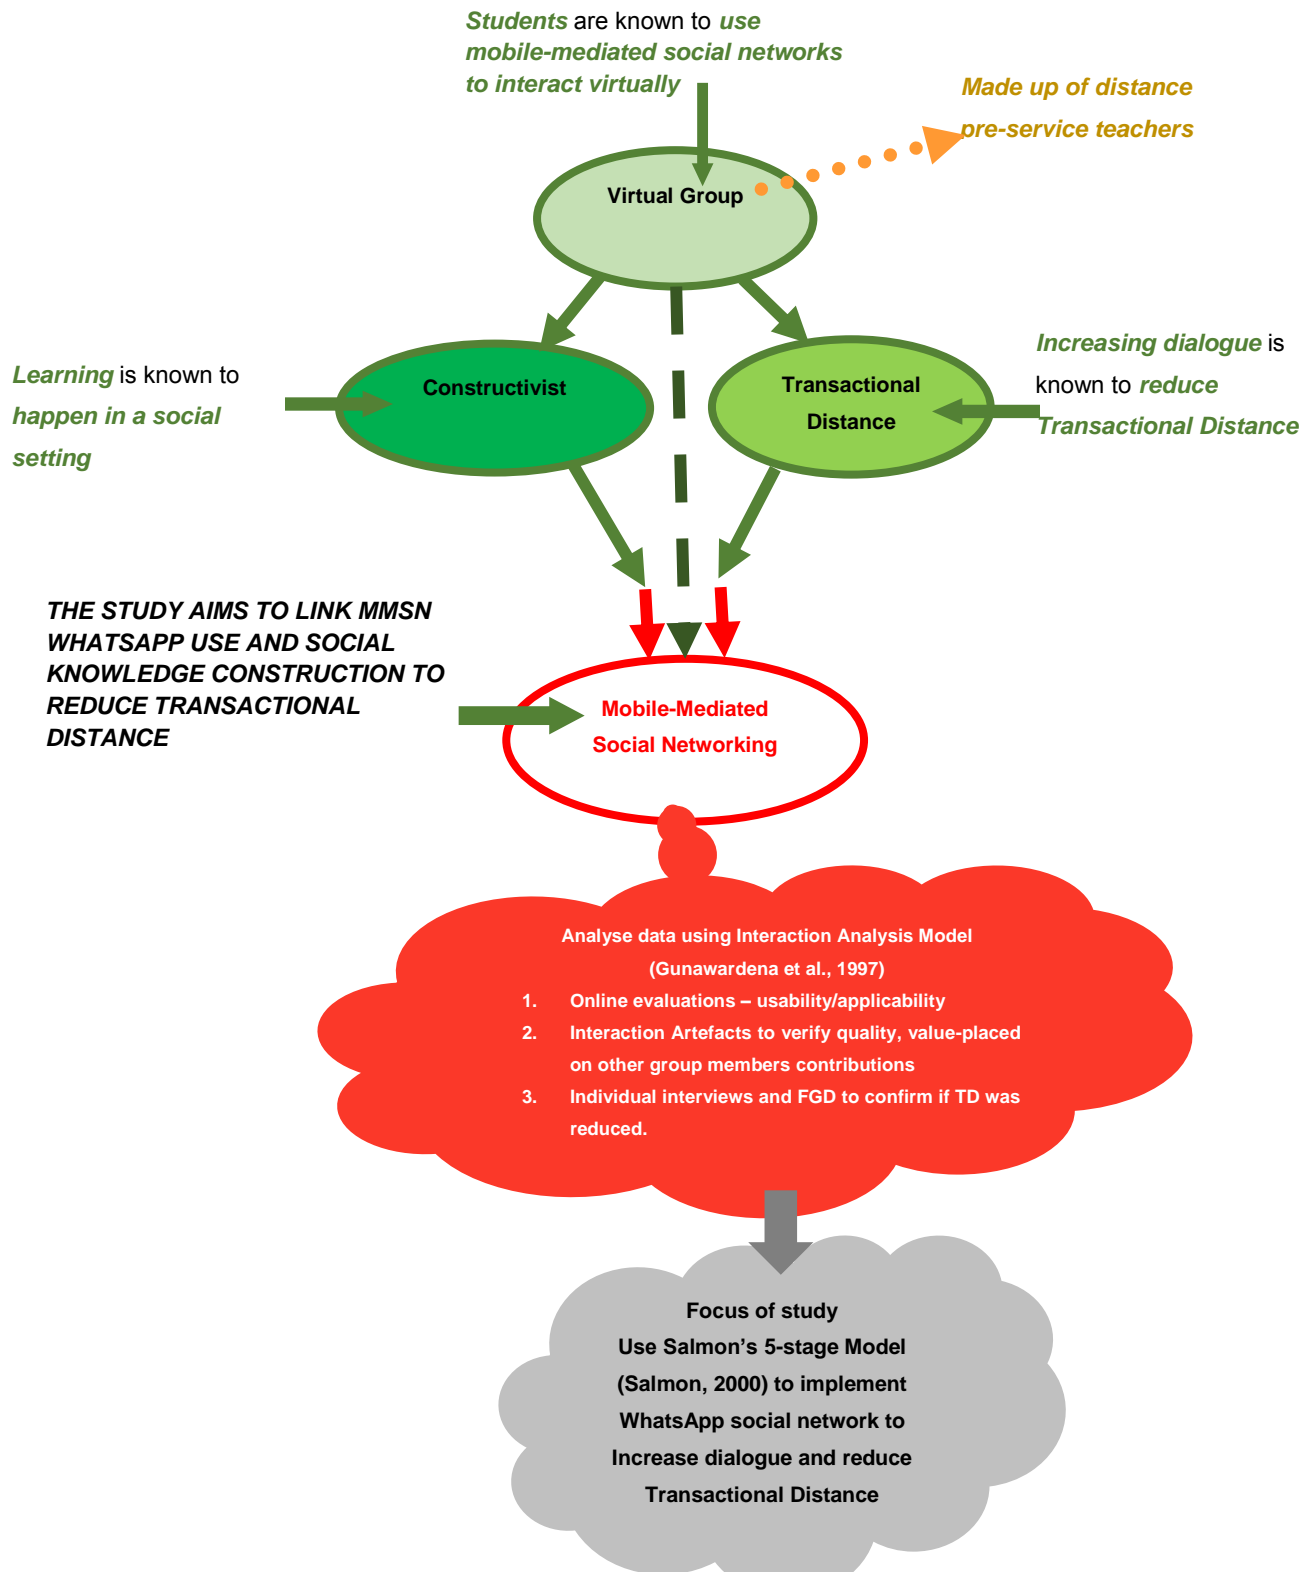 Students are known to use
mobile-mediated social networks
to interact virtually
Made up of distance
pre-service teachers
Virtual Group
Learning is known to
happen in a social
setting
Constructivist
Transactional
Distance
Increasing dialogue is
known to reduce
Transactional Distance
THE STUDY AIMS TO LINK MMSN
WHATSAPP USE AND SOCIAL
KNOWLEDGE CONSTRUCTION TO
REDUCE TRANSACTIONAL
DISTANCE
Mobile-Mediated
Social Networking
Analyse data using Interaction Analysis Model
(Gunawardena et al., 1997)
1. Online evaluations – usability/applicability
2. Interaction Artefacts to verify quality, value-placed
on other group members contributions
3. Individual interviews and FGD to confirm if TD was
reduced.
Focus of study
Use Salmon’s 5-stage Model
(Salmon, 2000) to implement
WhatsApp social network to
Increase dialogue and reduce
Transactional Distance